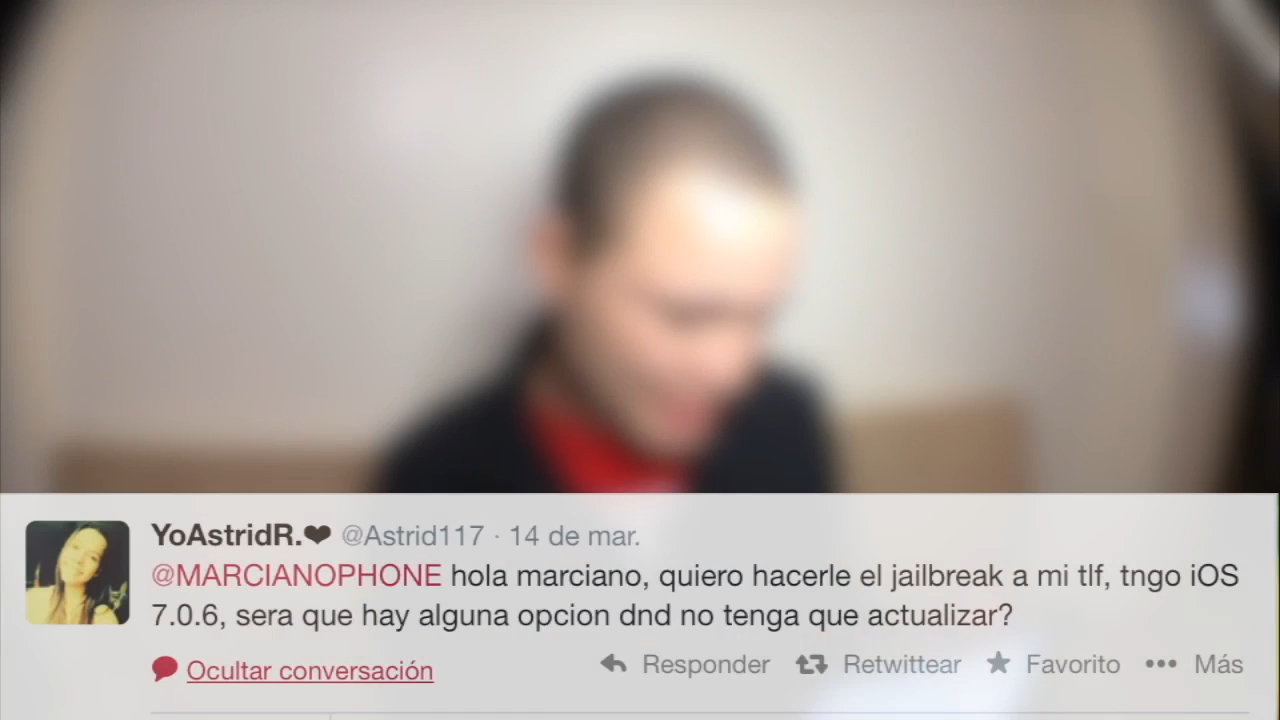 YoAstridR.❤ @Astrid117 · 14 de mar.
@MARCIANOPHONE hola marciano, quiero hacerle el jailbreak a mi tlf, tngo iOS
7.0.6, sera que hay alguna opcion dnd no tenga que actualizar?
Ocultar conversación Responder Retwittear Favorito ••• Más